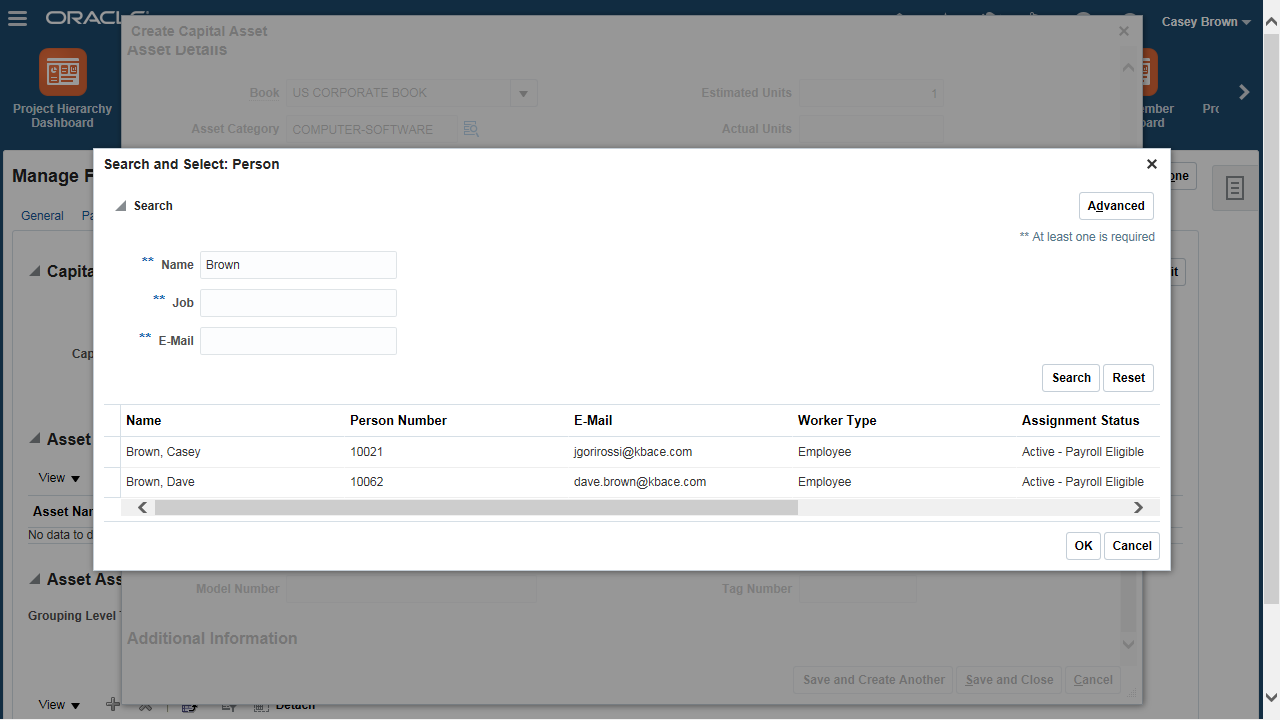 ORACLE
Casey Brown
Project Hierarchy
Dashboard
Create Capital Asset
Asset Details
Book US CORPORATE BOOK Estimated Units 1
Asset Category COMPUTER-SOFTWARE Actual Units
Manage F
General Pa
Search and Select: Person
Search
Advanced
** At least one is required
** Name Brown
** Job
** E-Mail
Search Reset
Name Person Number E-Mail Worker Type Assignment Status
Brown, Casey 10021 jgorirossi@kbace.com Employee Active - Payroll Eligible
Brown, Dave 10062 dave.brown@kbace.com Employee Active - Payroll Eligible
OK Cancel
Capita
Cap
Asset
View
Asset Nar
No data to d
Asset Ass
Grouping Level
Model Number Tag Number
Additional Information
Save and Create Another Save and Close Cancel
View Detach